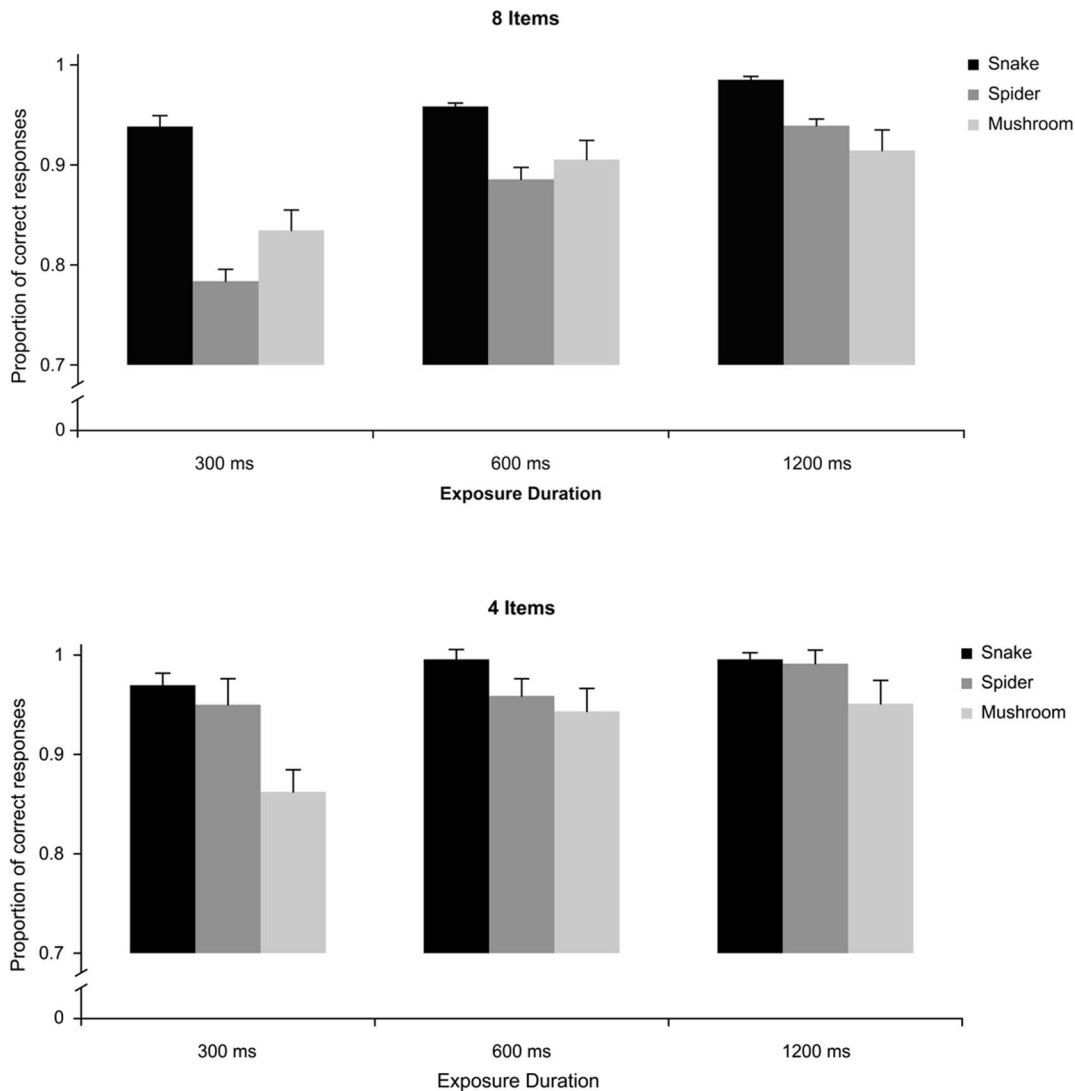 8 Items
Proportion of correct responses
1
0.9
0.8
0.7
0
Snake
Spider
Mushroom
300 ms
600 ms
1200 ms
Exposure Duration
4 Items
Proportion of correct responses
1
0.9
0.8
0.7
0
Snake
Spider
Mushroom
300 ms
600 ms
1200 ms
Exposure Duration